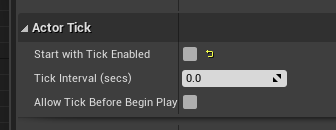 Actor Tick
Start with Tick Enabled
Tick Interval (secs) 0.0
Allow Tick Before Begin Play